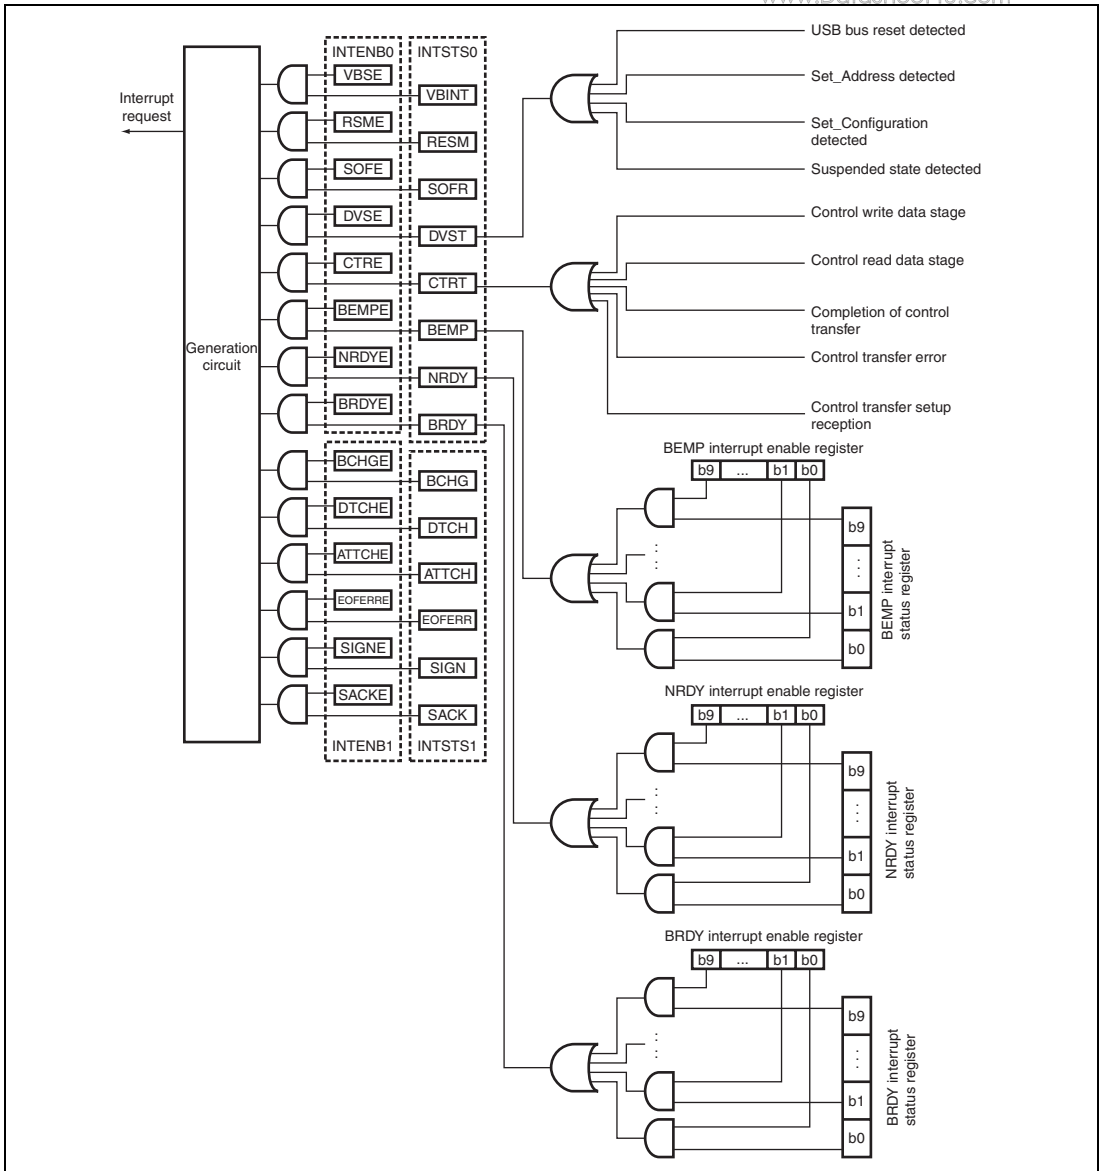 Interrupt
request
Generation
circuit
INTENB0
VBSE
RSME
SOFE
DVSE
CTRE
BEMPE
NRDYE
BRDYE
BCHGE
DTCHE
ATTCHE
EOFERRE
SIGNE
SACKE
INTENB1
INTSTS0
VBINT
RESM
SOFR
DVST
CTRT
BEMP
NRDY
BRDY
BCHG
DTCH
ATTCH
EOFERR
SIGN
SACK
INTSTS1
USB bus reset detected
Set_Address detected
Set_Configuration
detected
Suspended state detected
Control write data stage
Control read data stage
Completion of control
transfer
Control transfer error
Control transfer setup
reception
BEMP interrupt enable register
b9 ... b1 b0
b9
...
b1
b0
BEMP interrupt
status register
NRDY interrupt enable register
b9 ... b1 b0
b9
...
b1
b0
NRDY interrupt
status register
BRDY interrupt enable register
b9 ... b1 b0
b9
...
b1
b0
BRDY interrupt
status register